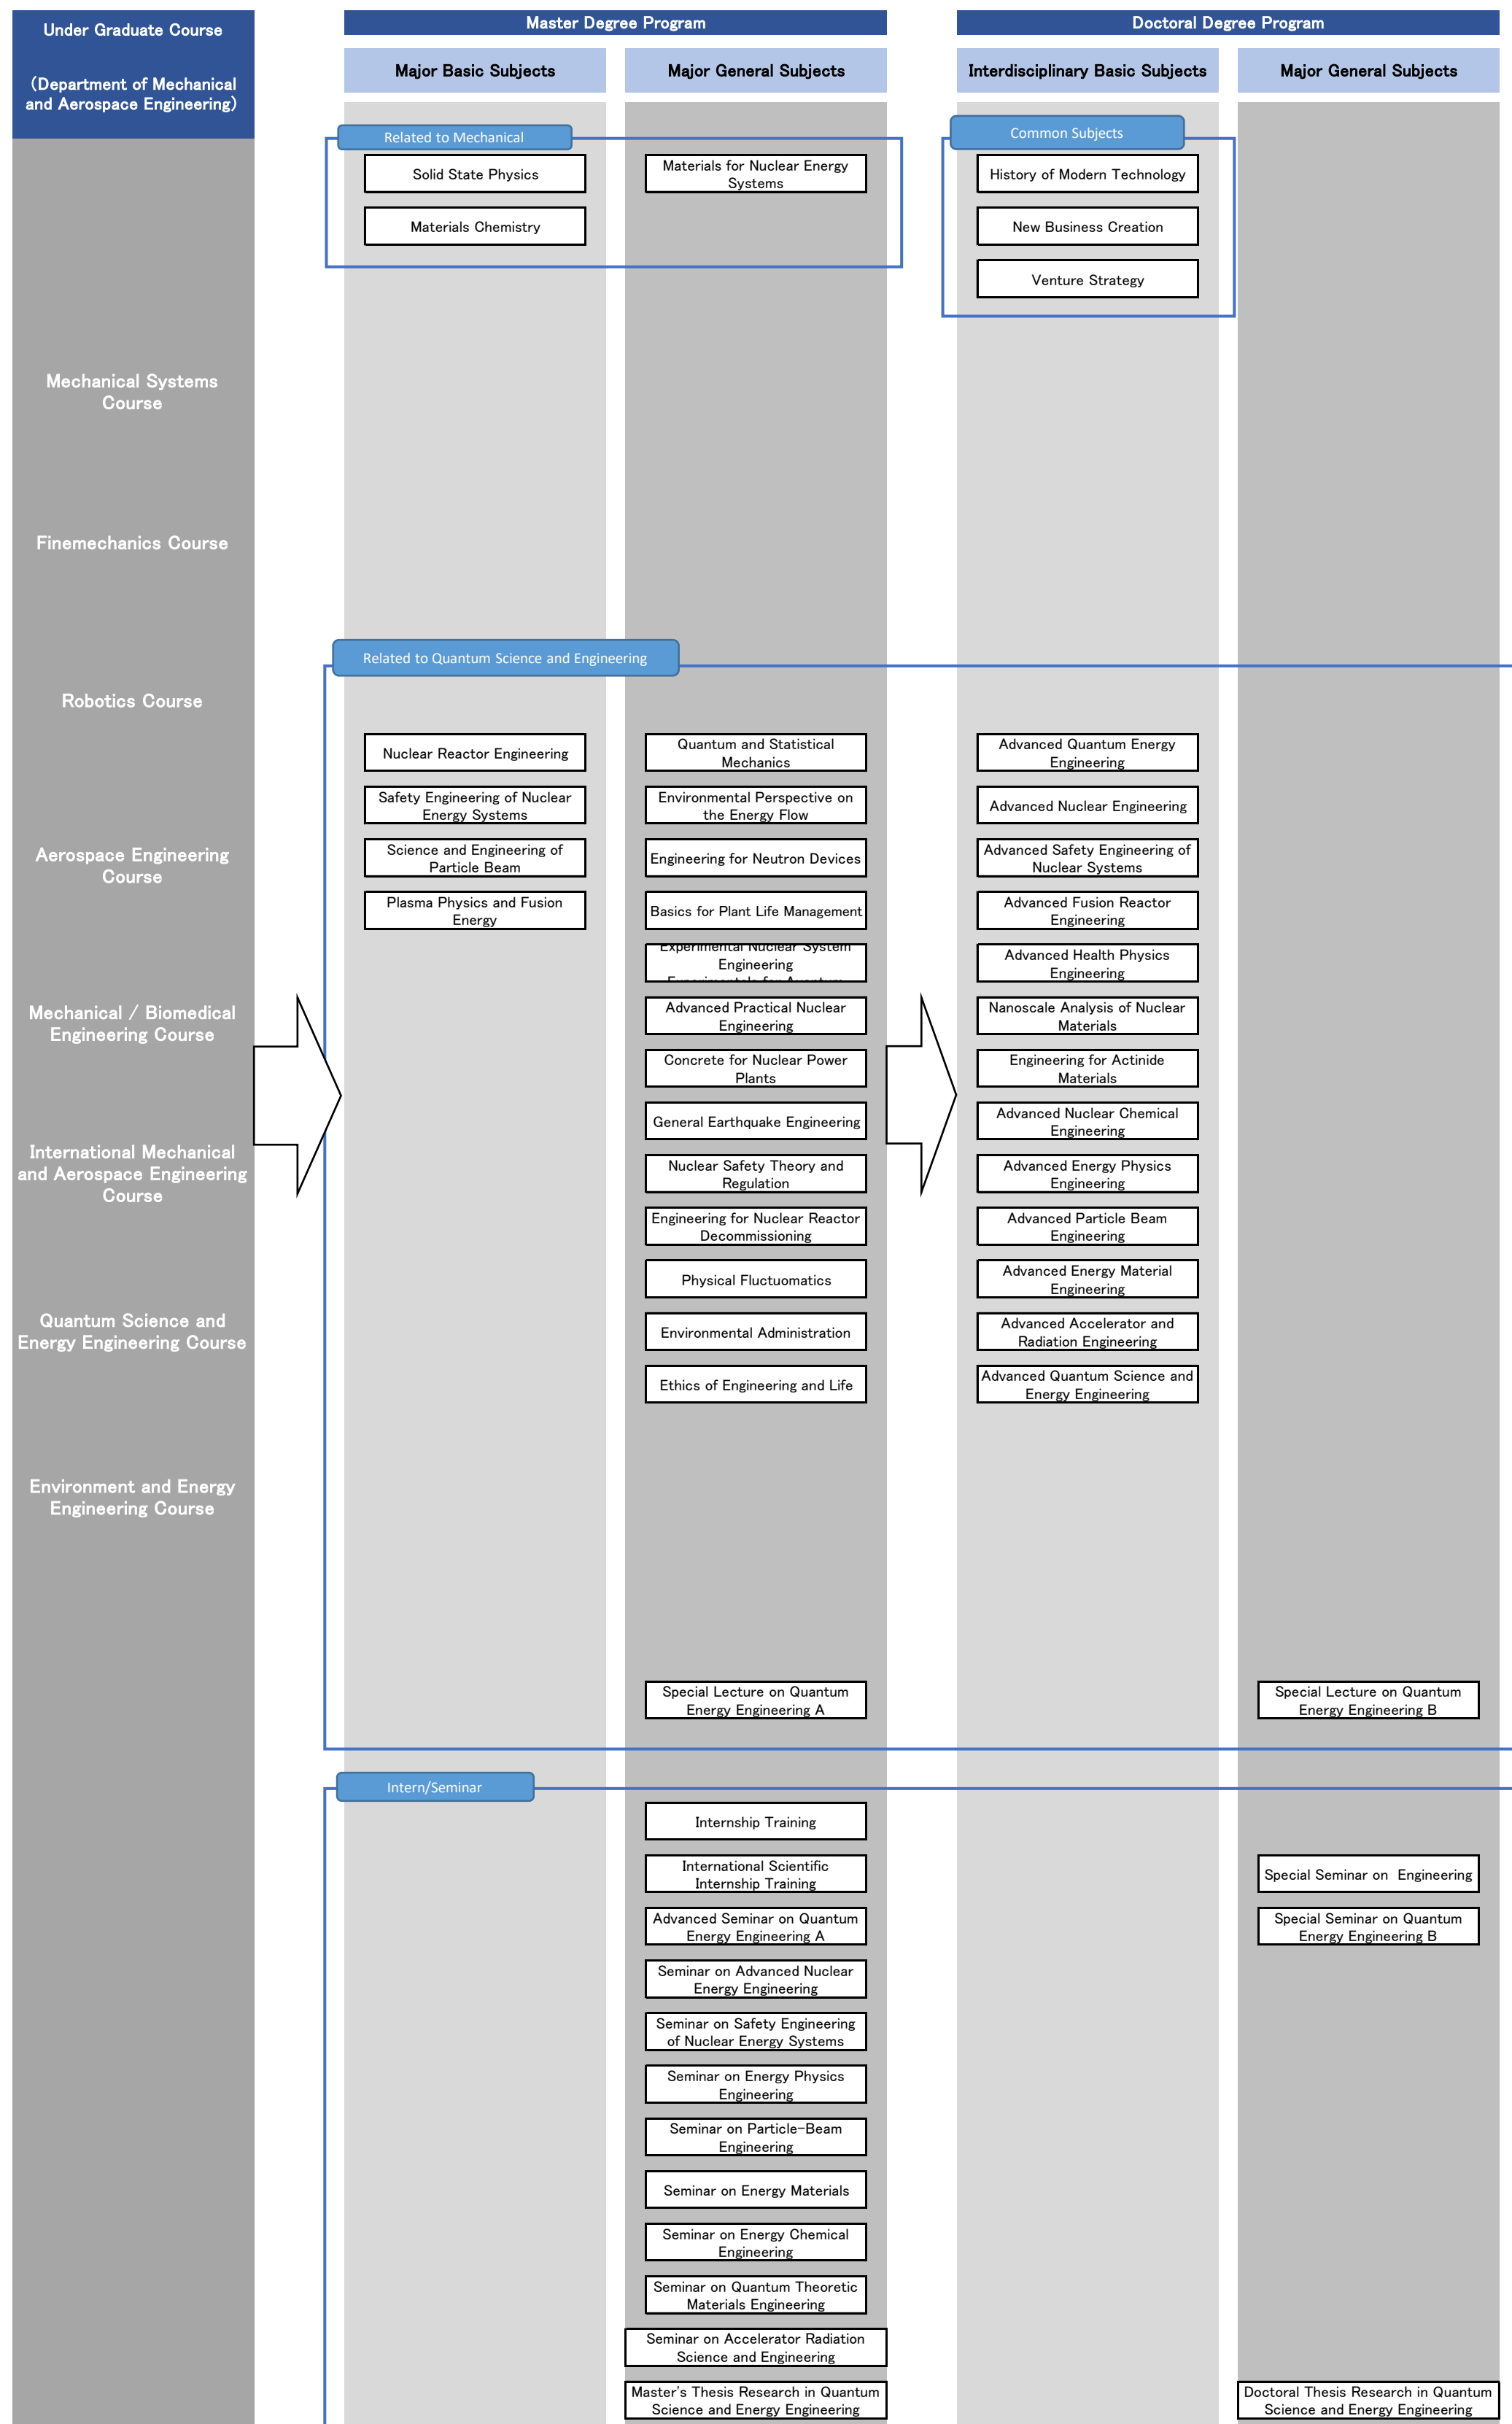 Under Graduate Course
(Department of Mechanical
and Aerospace Engineering)
Mechanical Systems
Course
Finemechanics Course
Robotics Course
Aerospace Engineering
Course
Mechanical / Biomedical
Engineering Course
International Mechanical
and Aerospace Engineering
Course
Quantum Science and
Energy Engineering Course
Environment and Energy
Engineering Course
Master Degree Program
Major Basic Subjects
Major General Subjects
Related to Mechanical
Solid State Physics
Materials Chemistry
Materials for Nuclear Energy
Systems
Related to Quantum Science and Engineering
Nuclear Reactor Engineering
Safety Engineering of Nuclear
Energy Systems
Science and Engineering of
Particle Beam
Plasma Physics and Fusion
Energy
Quantum and Statistical
Mechanics
Environmental Perspective on
the Energy Flow
Engineering for Neutron Devices
Basics for Plant Life Management
Experimental Nuclear System
Engineering
Advanced Practical Nuclear
Engineering
Concrete for Nuclear Power
Plants
General Earthquake Engineering
Nuclear Safety Theory and
Regulation
Engineering for Nuclear Reactor
Decommissioning
Physical Fluctuomatics
Environmental Administration
Ethics of Engineering and Life
Special Lecture on Quantum
Energy Engineering A
Intern/Seminar
Internship Training
International Scientific
Internship Training
Advanced Seminar on Quantum
Energy Engineering A
Seminar on Advanced Nuclear
Energy Engineering
Seminar on Safety Engineering
of Nuclear Energy Systems
Seminar on Energy Physics
Engineering
Seminar on Particle-Beam
Engineering
Seminar on Energy Materials
Seminar on Energy Chemical
Engineering
Seminar on Quantum Theoretic
Materials Engineering
Seminar on Accelerator Radiation
Science and Engineering
Master's Thesis Research in Quantum
Science and Energy Engineering
Doctoral Degree Program
Interdisciplinary Basic Subjects
Major General Subjects
Common Subjects
History of Modern Technology
New Business Creation
Venture Strategy
Advanced Quantum Energy
Engineering
Advanced Nuclear Engineering
Advanced Safety Engineering of
Nuclear Systems
Advanced Fusion Reactor
Engineering
Advanced Health Physics
Engineering
Nanoscale Analysis of Nuclear
Materials
Engineering for Actinide
Materials
Advanced Nuclear Chemical
Engineering
Advanced Energy Physics
Engineering
Advanced Particle Beam
Engineering
Advanced Energy Material
Engineering
Advanced Accelerator and
Radiation Engineering
Advanced Quantum Science and
Energy Engineering
Special Lecture on Quantum
Energy Engineering B
Special Seminar on  Engineering
Special Seminar on Quantum
Energy Engineering B
Doctoral Thesis Research in Quantum
Science and Energy Engineering